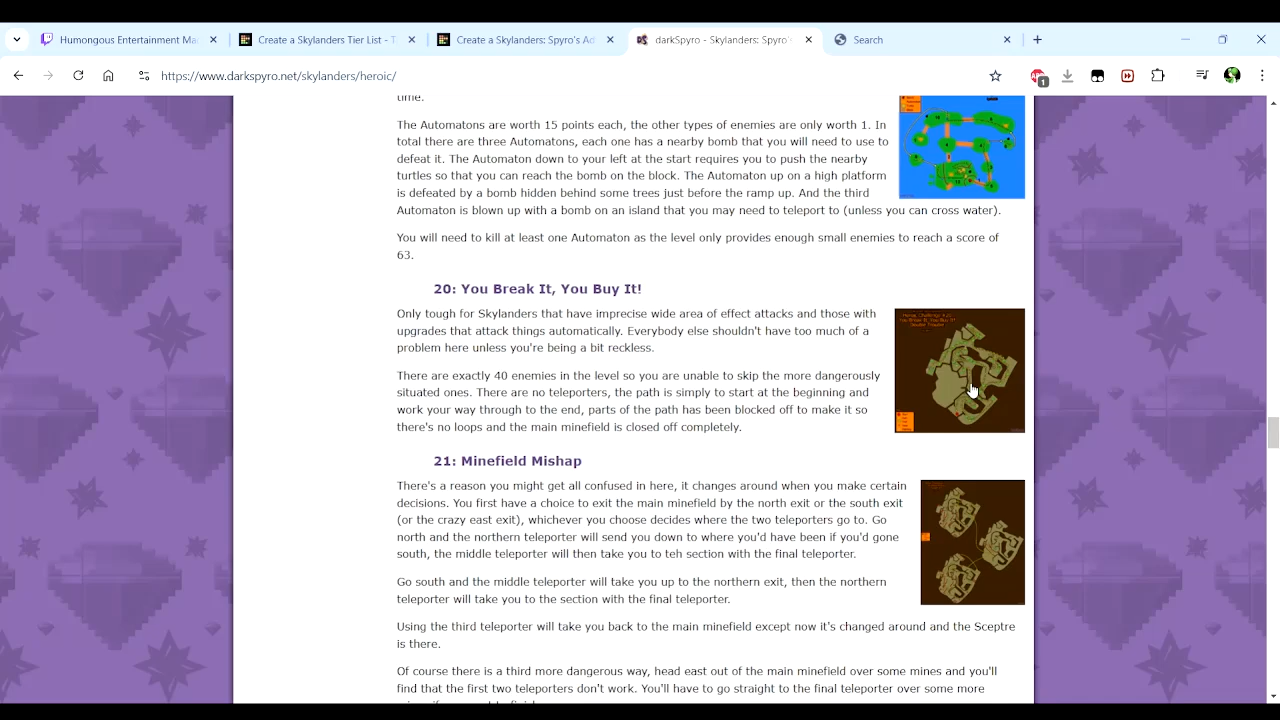 Humongous Entertainment Ma
Create a Skylanders Tier List - T
Create a Skylanders: Spyro's Ad
darkSpyro - Skylanders: Spyro'
Search
https://www.darkspyro.net/skylanders/heroic/
1
time.
The Automatons are worth 15 points each, the other types of enemies are only worth 1. In
total there are three Automatons, each one has a nearby bomb that you will need to use to
defeat it. The Automaton down to your left at the start requires you to push the nearby
turtles so that you can reach the bomb on the block. The Automaton up on a high platform
is defeated by a bomb hidden behind some trees just before the ramp up. And the third
Automaton is blown up with a bomb on an island that you may need to teleport to (unless you can cross water).
You will need to kill at least one Automaton as the level only provides enough small enemies to reach a score of
63.
20: You Break It, You Buy It!
Only tough for Skylanders that have imprecise wide area of effect attacks and those with
upgrades that attack things automatically. Everybody else shouldn't have too much of a
problem here unless you're being a bit reckless.
There are exactly 40 enemies in the level so you are unable to skip the more dangerously
situated ones. There are no teleporters, the path is simply to start at the beginning and
work your way through to the end, parts of the path has been blocked off to make it so
there's no loops and the main minefield is closed off completely.
21: Minefield Mishap
There's a reason you might get all confused in here, it changes around when you make certain
decisions. You first have a choice to exit the main minefield by the north exit or the south exit
(or the crazy east exit), whichever you choose decides where the two teleporters go to. Go
north and the northern teleporter will send you down to where you'd have been if you'd gone
south, the middle teleporter will then take you to teh section with the final teleporter.
Go south and the middle teleporter will take you up to the northern exit, then the northern
teleporter will take you to the section with the final teleporter.
Using the third teleporter will take you back to the main minefield except now it's changed around and the Sceptre
is there.
Of course there is a third more dangerous way, head east out of the main minefield over some mines and you'll
find that the first two teleporters don't work. You'll have to go straight to the final teleporter over some more